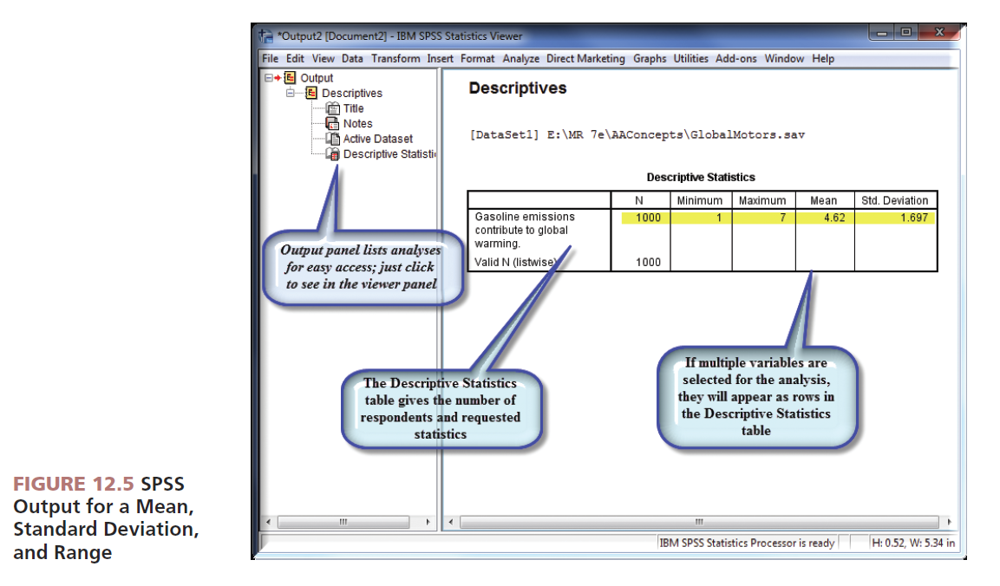 *Output2 [Document2] - IBM SPSS Statistics Viewer
File Edit View Data Transform Insert Format Analyze Direct Marketing Graphs Utilities Add-ons Window Help
Output
Descriptives
Title
Notes
Active Dataset
Descriptive Statisti
Output panel lists analyses
for easy access; just click
to see in the viewer panel
Descriptives
[DataSet1] E:\MR 7e\AAConcepts\GlobalMotors.sav
Descriptive Statistics
N Minimum Maximum Mean Std. Deviation
Gasoline emissions 1000 1 7 4.62 1.697
contribute to global
warming.
Valid N (listwise) 1000
The Descriptive Statistics
table gives the number of
respondents and requested
statistics
If multiple variables are
selected for the analysis,
they will appear as rows in
the Descriptive Statistics
table
IBM SPSS Statistics Processor is ready H: 0.52, W: 5.34 in
FIGURE 12.5 SPSS
Output for a Mean,
Standard Deviation,
and Range